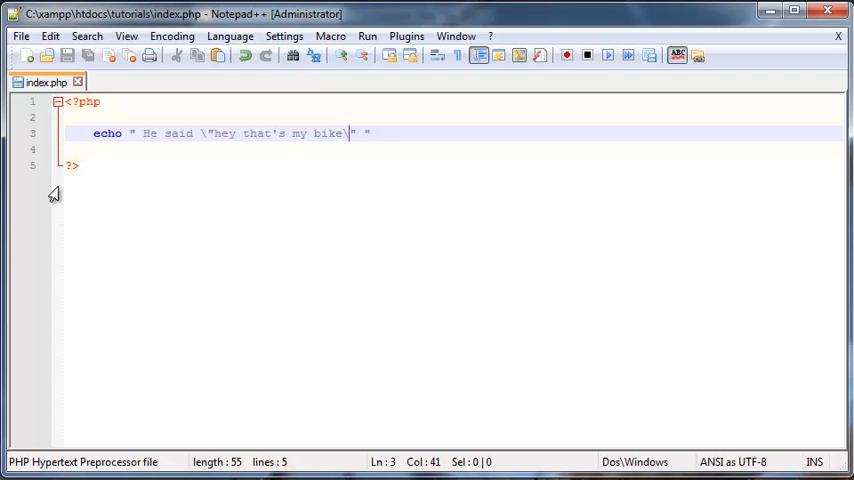 C:\xampp\htdocs\tutorials\index.php - Notepad++ [Administrator]
File Edit Search View Encoding Language Settings Macro Run Plugins Window ? X
ABC
index.php
1 <?php
2
3 echo " He said \"hey that's my bike\" "
4
5 ?>
PHP Hypertext Preprocessor file length : 55 lines : 5 Ln : 3 Col : 41 Sel : 0 | 0 Dos\Windows ANSI as UTF-8 INS